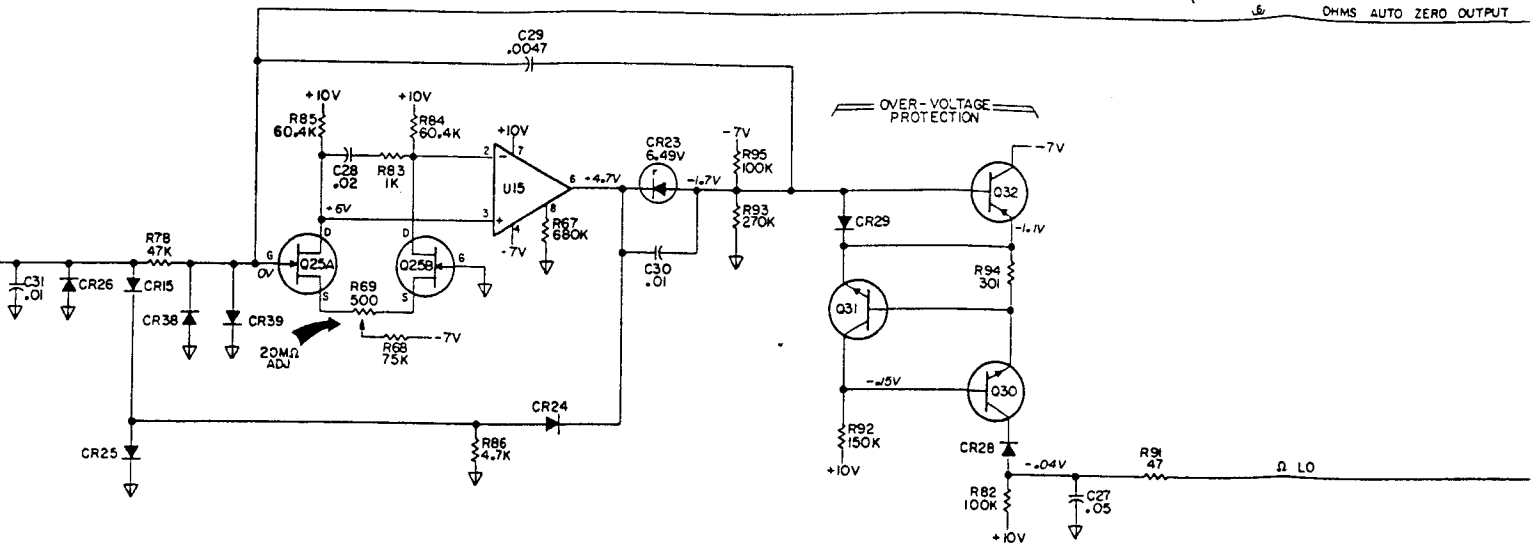 OHMS AUTO ZERO OUTPUT
C29
.0047
+10V
+10V
OVER-VOLTAGE
PROTECTION
R85
60.4K
R84
60.4K
+10V
7
-7V
CR23
6.49V
R95
100K
-7V
C28
.02
R83
1K
2
-
U15
6
+4.7V
-1.7V
Q32
+6V
3
+
8
4
-7V
R67
680K
R93
270K
CR29
-1.1V
R78
47K
D
D
G
0V
Q25A
Q25B
G
C30
.01
R94
301
C31
.01
CR26
CR15
S
R69
500
S
Q31
CR38
CR39
20MΩ
ADJ
R68
75K
-7V
-.15V
Q30
CR24
CR25
R86
4.7K
R92
150K
+10V
CR28
-.04V
R91
47
Ω LO
R82
100K
C27
.05
+10V